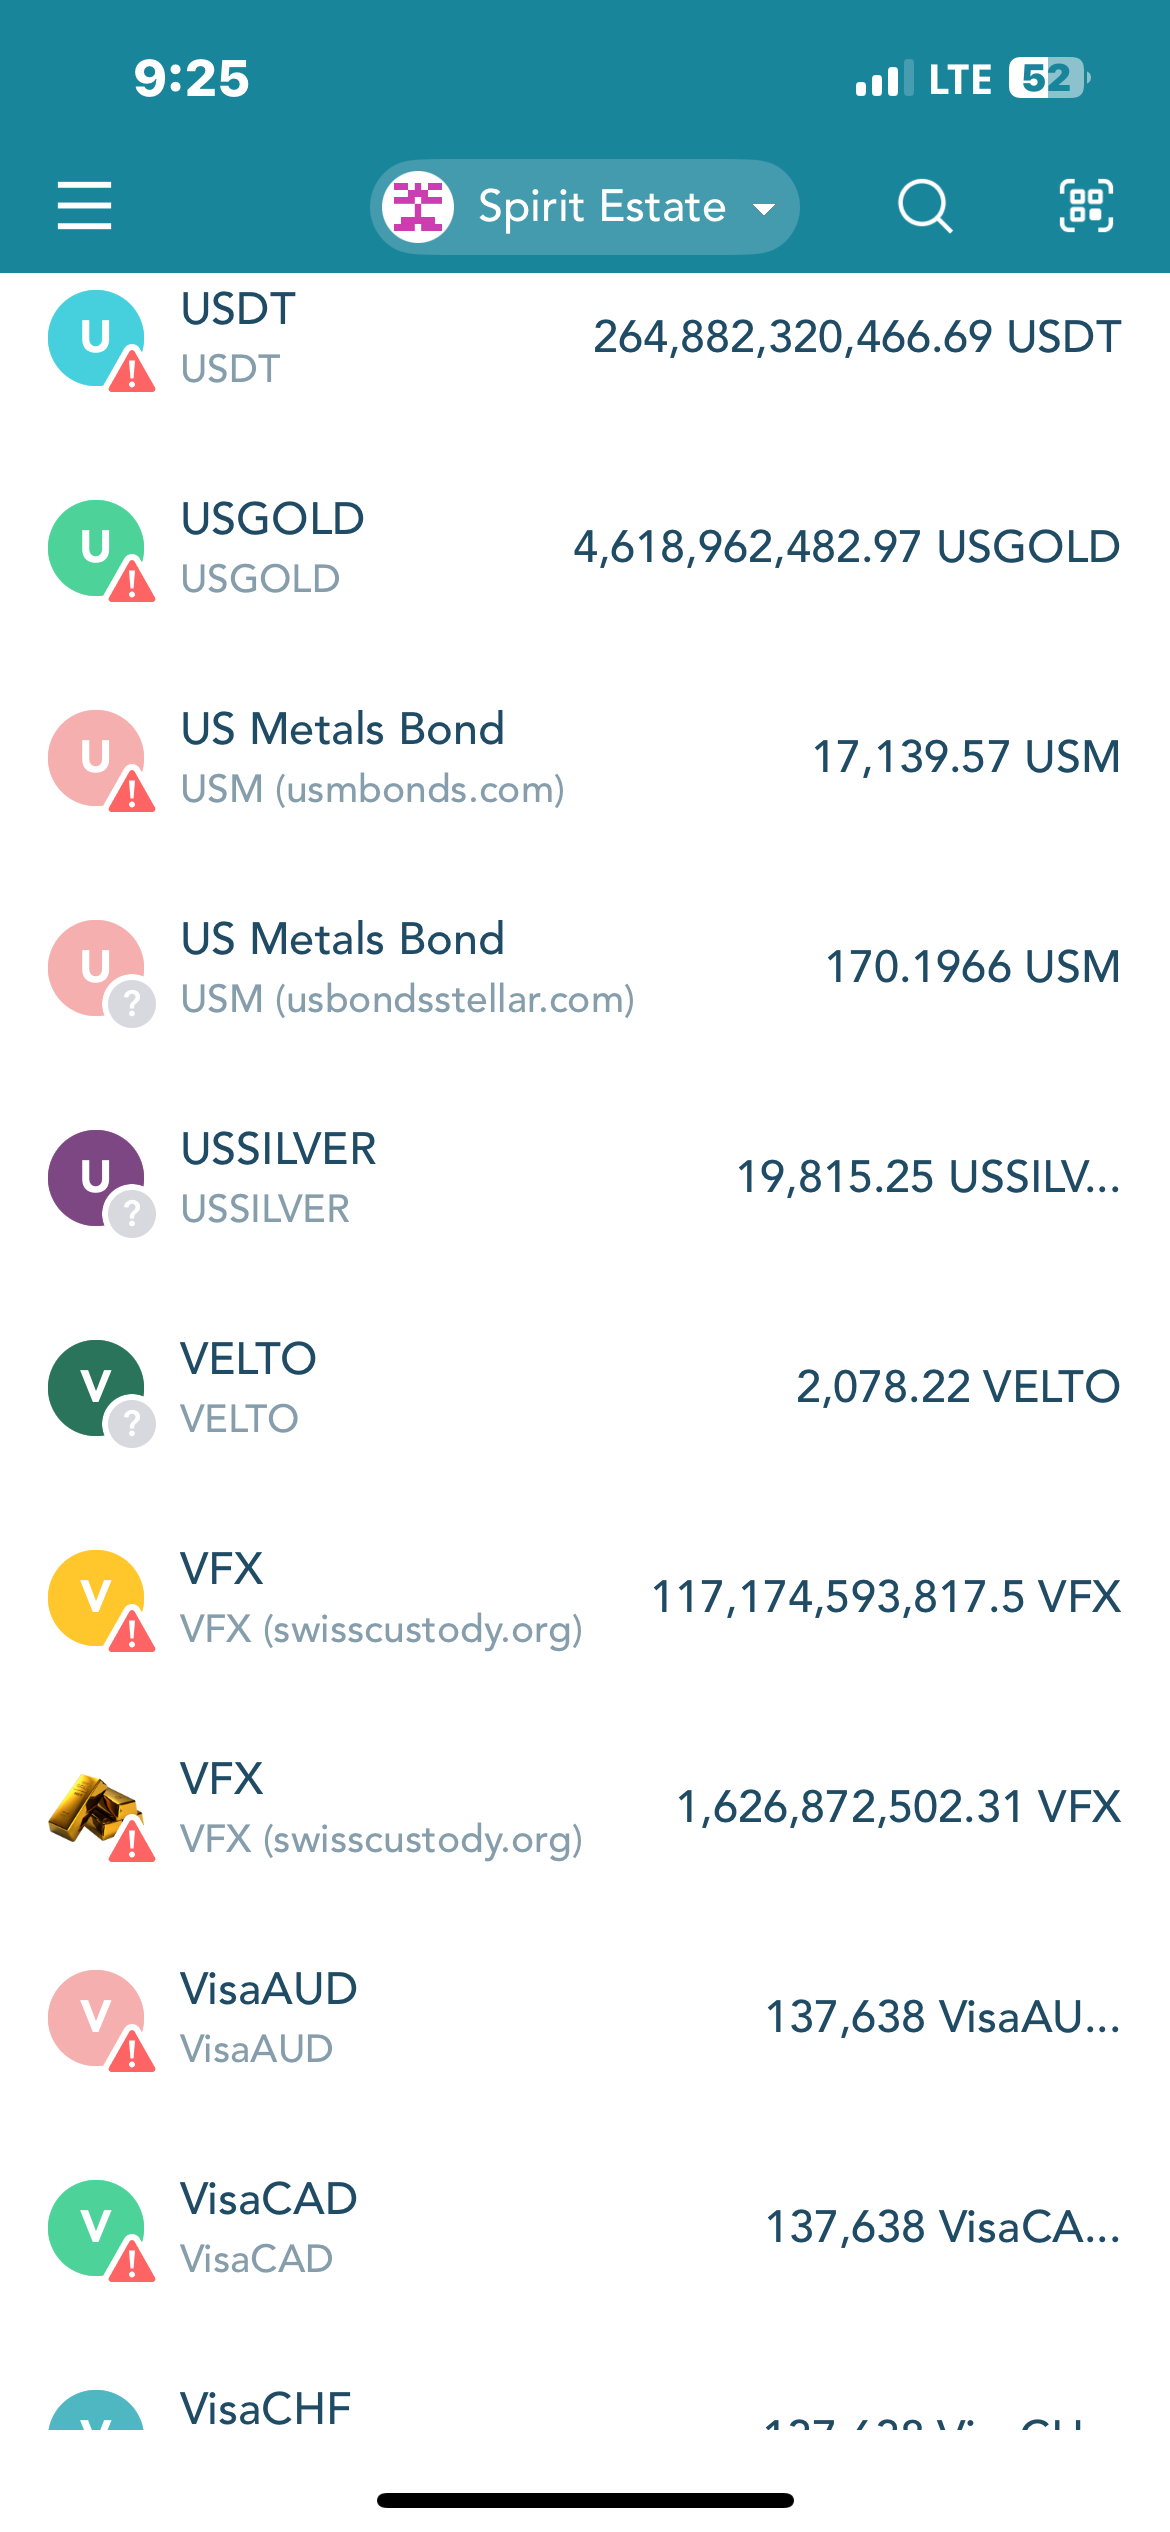 9:25
LTE 52
Spirit Estate
USDT
264,882,320,466.69 USDT
USDT
U
USGOLD
4,618,962,482.97 USGOLD
USGOLD
U
US Metals Bond
17,139.57 USM
USM (usmbonds.com)
U
US Metals Bond
170.1966 USM
USM (usbondsstellar.com)
U
?
USSILVER
19,815.25 USSILV...
USSILVER
U
?
VELTO
2,078.22 VELTO
VELTO
V
?
VFX
117,174,593,817.5 VFX
VFX (swisscustody.org)
V
VFX
1,626,872,502.31 VFX
VFX (swisscustody.org)
VisaAUD
137,638 VisaAU...
VisaAUD
V
VisaCAD
137,638 VisaCA...
VisaCAD
V
VisaCHF